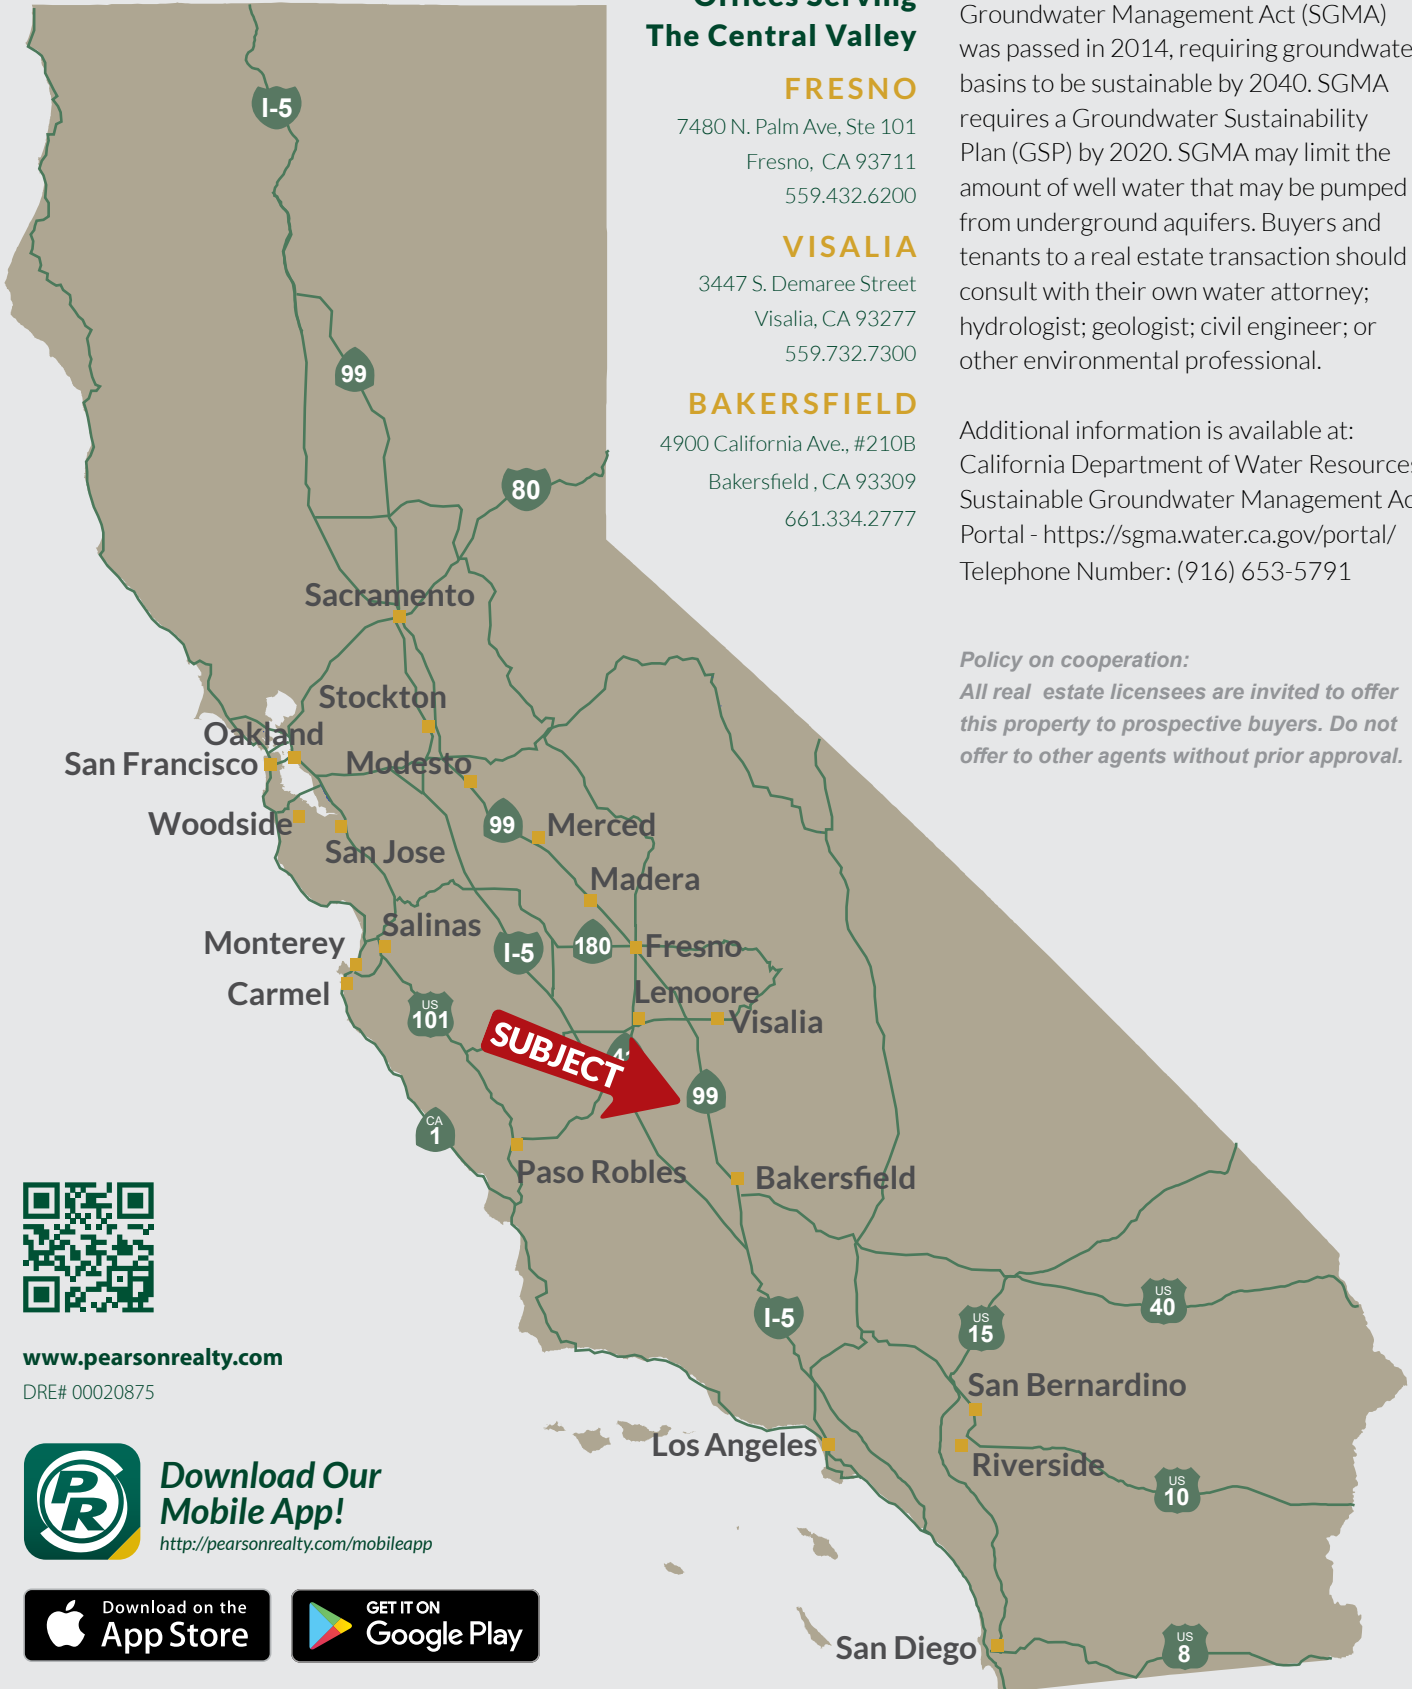 Offices Serving
The Central Valley
FRESNO
7480 N. Palm Ave, Ste 101
Fresno, CA 93711
559.432.6200
VISALIA
3447 S. Demaree Street
Visalia, CA 93277
559.732.7300
BAKERSFIELD
4900 California Ave., #210B
Bakersfield , CA 93309
661.334.2777
Groundwater Management Act (SGMA)
was passed in 2014, requiring groundwate
basins to be sustainable by 2040. SGMA
requires a Groundwater Sustainability
Plan (GSP) by 2020. SGMA may limit the
amount of well water that may be pumped
from underground aquifers. Buyers and
tenants to a real estate transaction should
consult with their own water attorney;
hydrologist; geologist; civil engineer; or
other environmental professional.
Additional information is available at:
California Department of Water Resources
Sustainable Groundwater Management Ac
Portal - https://sgma.water.ca.gov/portal/
Telephone Number: (916) 653-5791
Policy on cooperation:
All real estate licensees are invited to offer
this property to prospective buyers. Do not
offer to other agents without prior approval.
I-5
99
80
Sacramento
Stockton
Oakland
San Francisco
Modesto
Woodside
99
Merced
San Jose
Madera
Salinas
Monterey
I-5
180
Fresno
Carmel
Lemoore
US
101
Visalia
SUBJECT
99
CA
1
Paso Robles
Bakersfield
I-5
US
40
US
15
San Bernardino
Los Angeles
Riverside
US
10
San Diego
US
8
www.pearsonrealty.com
DRE# 00020875
PR
Download Our
Mobile App!
http://pearsonrealty.com/mobileapp
Download on the
App Store
GET IT ON
Google Play